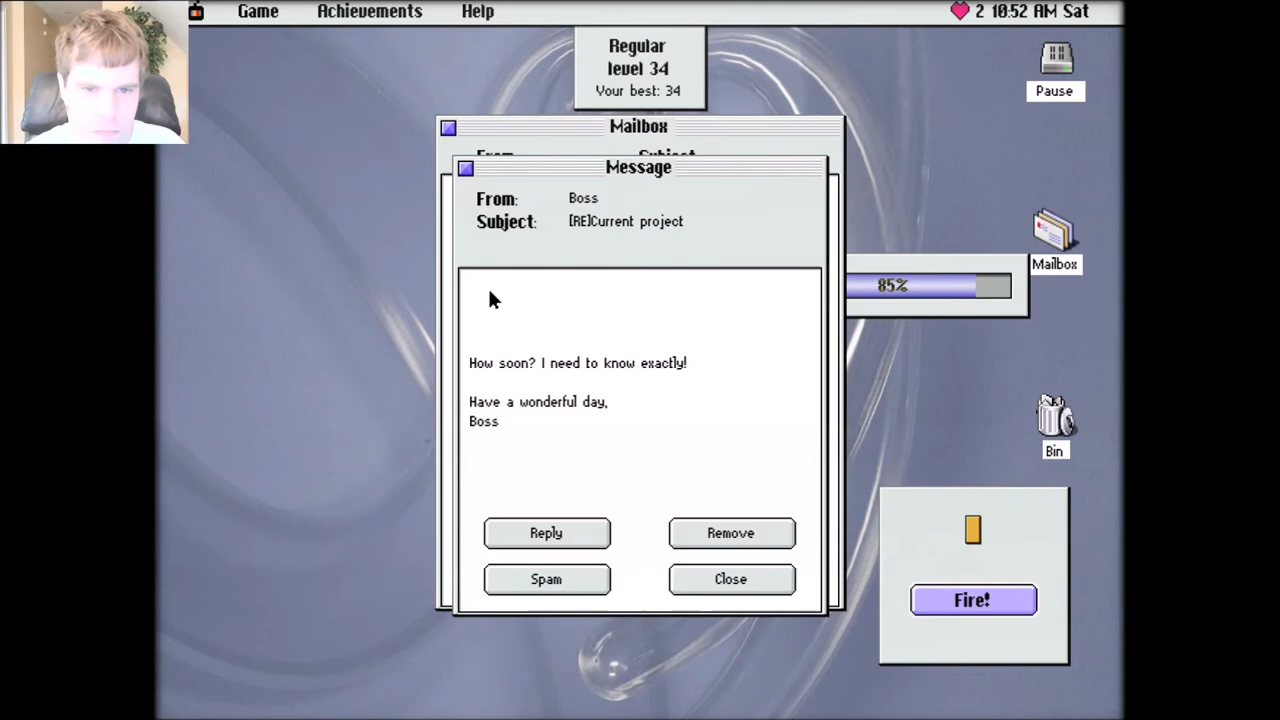 Game Achievements Help 2 10:52 AM Sat
Regular
level 34
Your best: 34
Pause
Mailbox
From Subject
Message
From: Boss
Subject: [RE]Current project
Mailbox
85%
How soon? I need to know exactly!
Have a wonderful day,
Boss
Bin
Reply Remove
Spam Close
Fire!